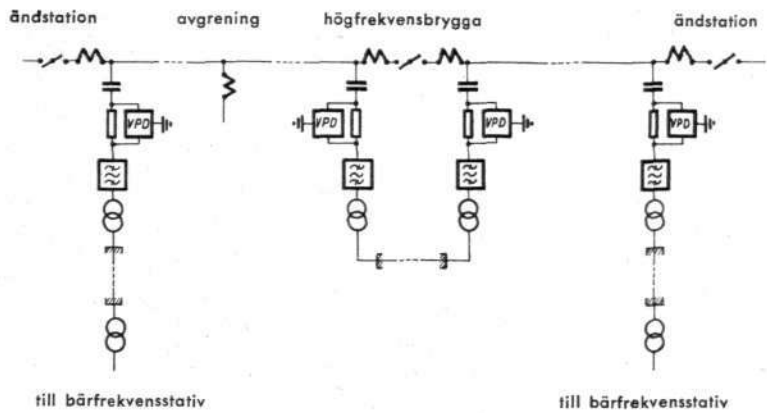 ändstation
avgrening
högfrekvensbrygga
ändstation
VPD
VPD
VPD
VPD
till bärfrekvensstativ
till bärfrekvensstativ